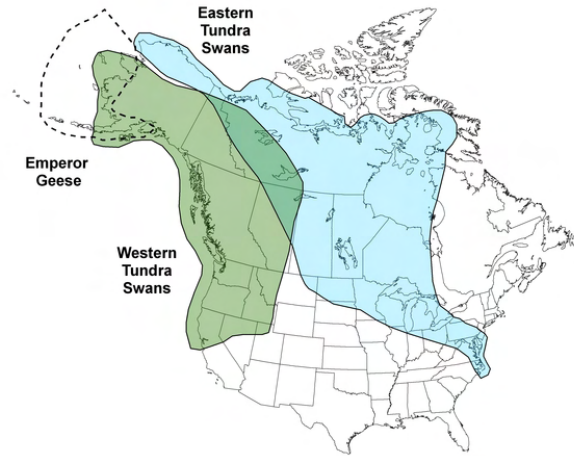 Eastern
Tundra
Swans
Emperor
Geese
Western
Tundra
Swans